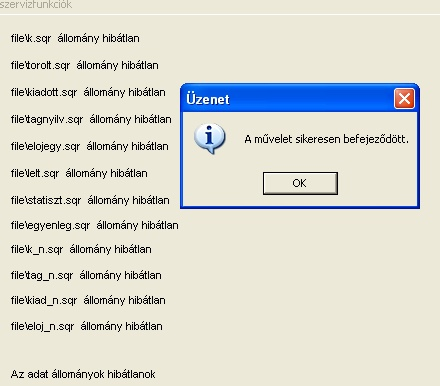 szervizfunkciók
file\k.sqr állomány hibátlan
file\torolt.sqr állomány hibátlan
file\kiadott.sqr állomány hibátlan
file\tagnyilv.sqr állomány hibátlan
file\elojegy.sqr állomány hibátlan
file\lelt.sqr állomány hibátlan
file\statiszt.sqr állomány hibátlan
file\egyenleg.sqr állomány hibátlan
file\k_n.sqr állomány hibátlan
file\tag_n.sqr állomány hibátlan
file\kiad_n.sqr állomány hibátlan
file\eloj_n.sqr állomány hibátlan
Az adat állományok hibátlanok
Üzenet
A művelet sikeresen befejeződött.
OK